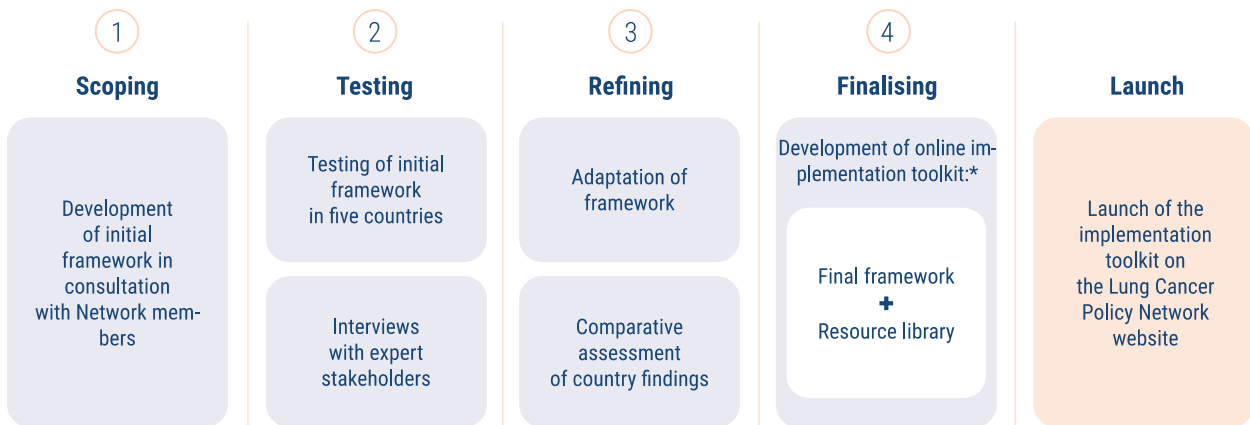 1
Scoping
Development
of initial
framework in
consultation
with Network mem-
bers
2
Testing
Testing of initial
framework
in five countries
Interviews
with expert
stakeholders
3
Refining
Adaptation of
framework
Comparative
assessment
of country findings
4
Finalising
Development of online im-
plementation toolkit:*
Final framework
+
Resource library
Launch
Launch of the
implementation
toolkit on
the Lung Cancer
Policy Network
website